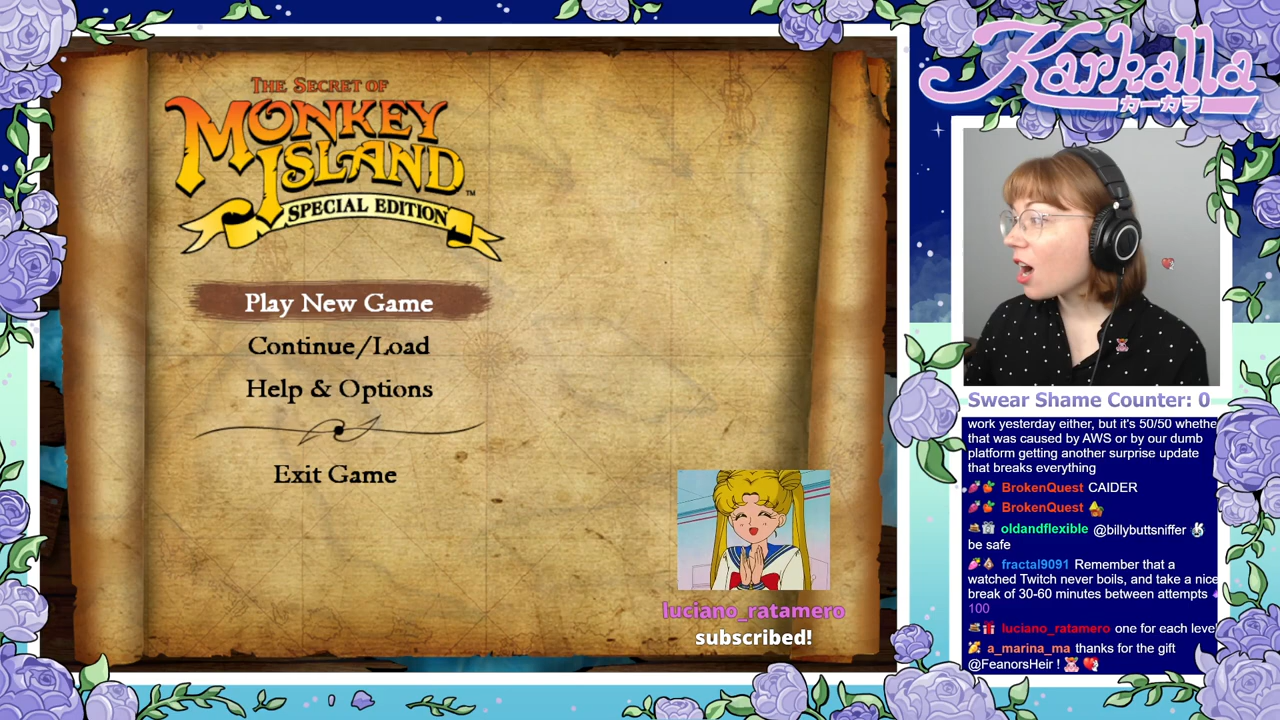 THE SECRET OF
MONKEY
ISLAND™
SPECIAL EDITION
Play New Game
Continue/Load
Help & Options
Exit Game
luciano_ratamero
subscribed!
Karkalla
カーカラ
Swear Shame Counter: 0
work yesterday either, but it's 50/50 whethe
that was caused by AWS or by our dumb
platform getting another surprise update
that breaks everything
BrokenQuest CAIDER
BrokenQuest
oldandflexible @billybuttsniffer
be safe
fractal9091 Remember that a
watched Twitch never boils, and take a nice
break of 30-60 minutes between attempts
100
luciano_ratamero one for each level
a_marina_ma thanks for the gift
@FeanorsHeir !